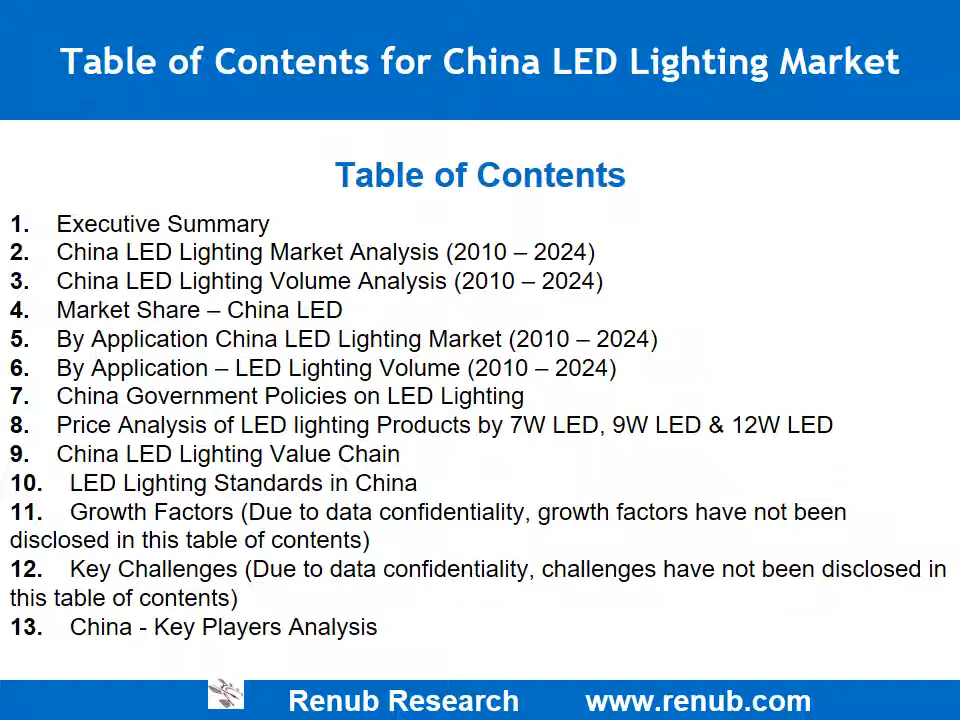 Table of Contents for China LED Lighting Market
Table of Contents
1. Executive Summary
2. China LED Lighting Market Analysis (2010 – 2024)
3. China LED Lighting Volume Analysis (2010 – 2024)
4. Market Share – China LED
5. By Application China LED Lighting Market (2010 – 2024)
6. By Application – LED Lighting Volume (2010 – 2024)
7. China Government Policies on LED Lighting
8. Price Analysis of LED lighting Products by 7W LED, 9W LED & 12W LED
9. China LED Lighting Value Chain
10. LED Lighting Standards in China
11. Growth Factors (Due to data confidentiality, growth factors have not been
disclosed in this table of contents)
12. Key Challenges (Due to data confidentiality, challenges have not been disclosed in
this table of contents)
13. China - Key Players Analysis
Renub Research www.renub.com